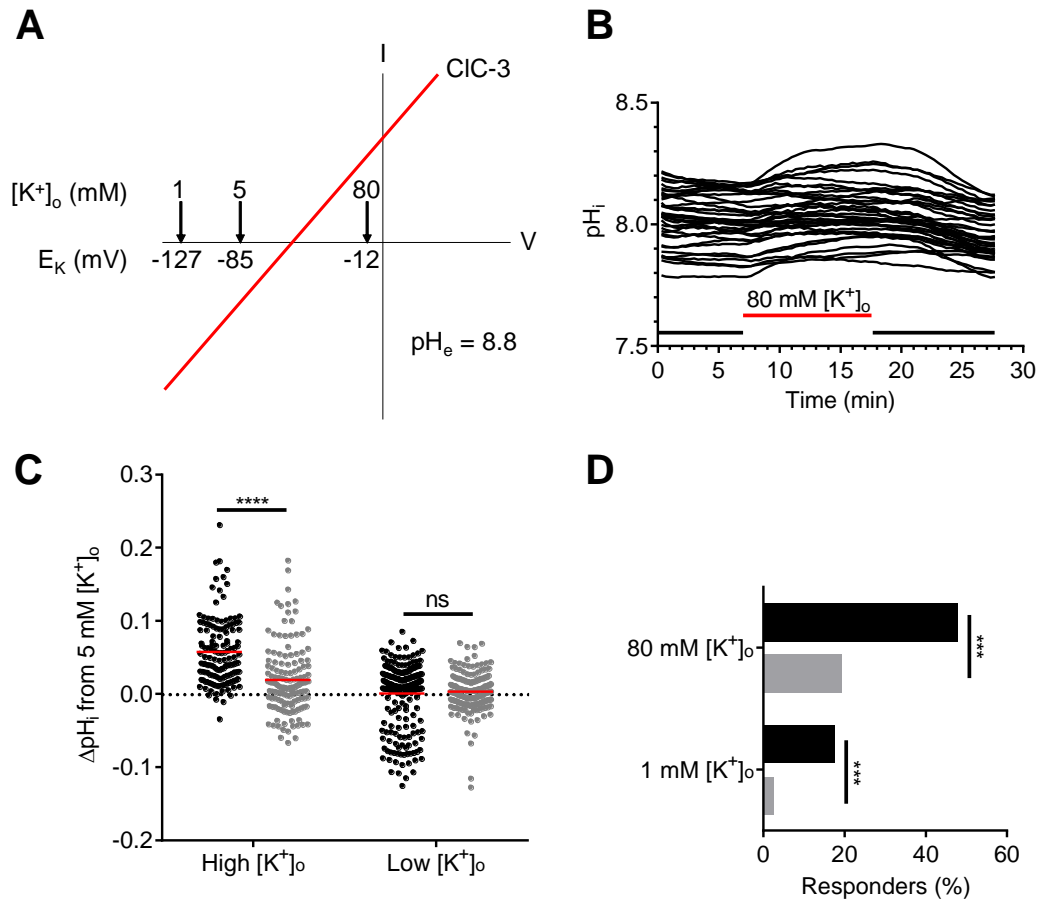 A
I
ClC-3
[K⁺]ₒ (mM)
1
5
80
V
E_K (mV)
-127
-85
-12
pHₑ = 8.8
B
8.5
8.0
7.5
pHᵢ
80 mM [K⁺]ₒ
0
5
10
15
20
25
30
Time (min)
C
0.3
0.2
0.1
0.0
-0.1
-0.2
ΔpHᵢ from 5 mM [K⁺]ₒ
****
ns
High [K⁺]ₒ
Low [K⁺]ₒ
D
80 mM [K⁺]ₒ
***
1 mM [K⁺]ₒ
***
0
20
40
60
Responders (%)